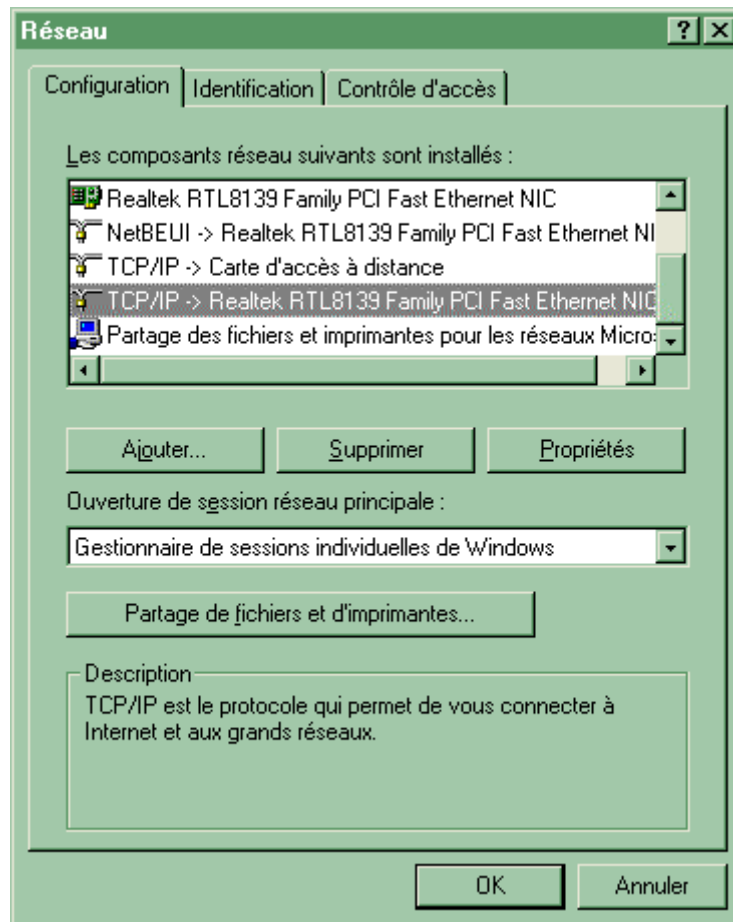 Réseau
Configuration
Identification
Contrôle d'accès
Les composants réseau suivants sont installés :
Realtek RTL8139 Family PCI Fast Ethernet NIC
NetBEUI -> Realtek RTL8139 Family PCI Fast Ethernet NI
TCP/IP -> Carte d'accès à distance
TCP/IP -> Realtek RTL8139 Family PCI Fast Ethernet NIC
Partage des fichiers et imprimantes pour les réseaux Micro
Ajouter...
Supprimer
Propriétés
Ouverture de session réseau principale :
Gestionnaire de sessions individuelles de Windows
Partage de fichiers et d'imprimantes...
Description
TCP/IP est le protocole qui permet de vous connecter à
Internet et aux grands réseaux.
OK
Annuler